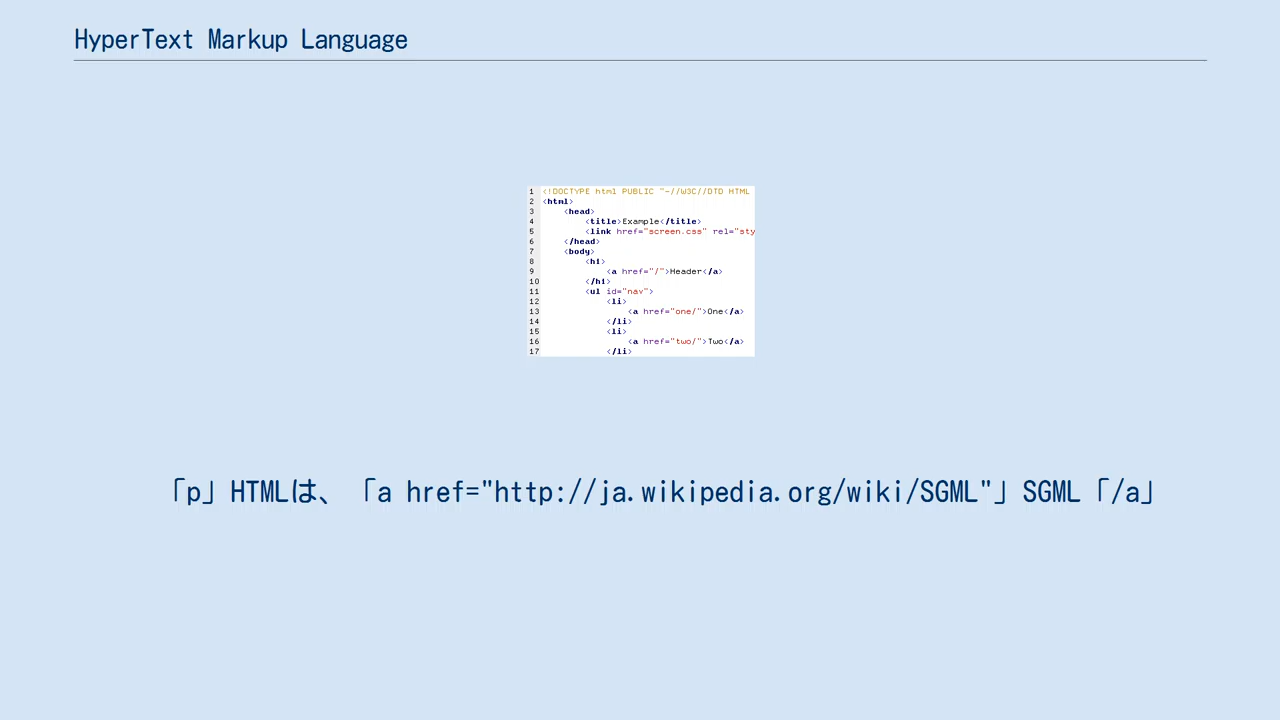 HyperText Markup Language
1 <!DOCTYPE html PUBLIC "-//W3C//DTD HTML
2 <html>
3 <head>
4 <title>Example</title>
5 <link href="screen.css" rel="sty
6 </head>
7 <body>
8 <h1>
9 <a href="/">Header</a>
10 </h1>
11 <ul id="nav">
12 <li>
13 <a href="one/">One</a>
14 </li>
15 <li>
16 <a href="two/">Two</a>
17 </li>
「p」HTMLは、「a href="http://ja.wikipedia.org/wiki/SGML"」SGML「/a」